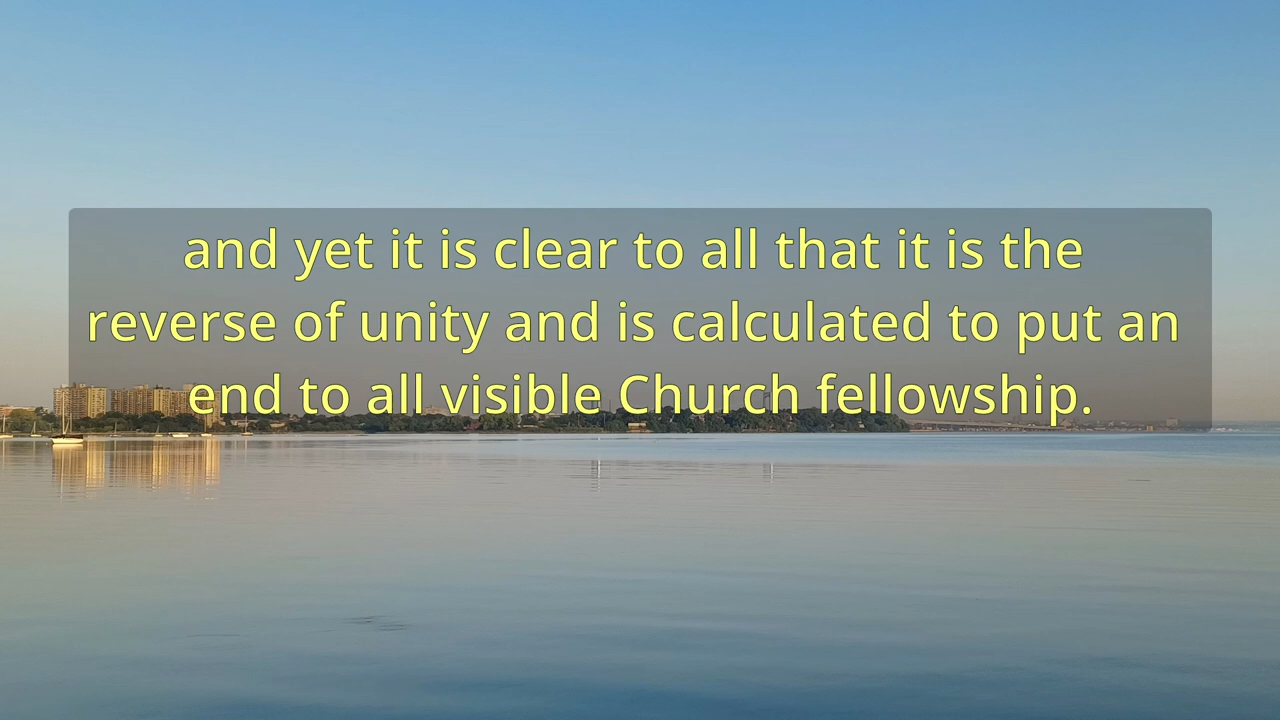 and yet it is clear to all that it is the
reverse of unity and is calculated to put an
end to all visible Church fellowship.